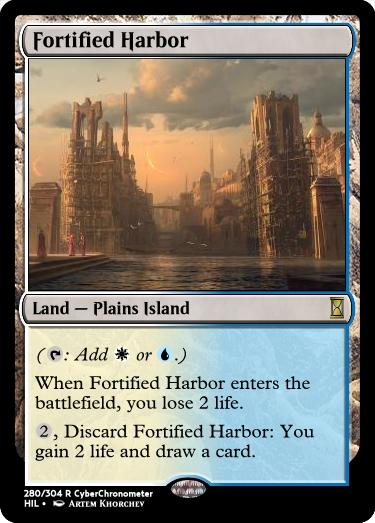 Fortified Harbor
Land — Plains Island
(: Add or .)
When Fortified Harbor enters the
battlefield, you lose 2 life.
2, Discard Fortified Harbor: You
gain 2 life and draw a card.
280/304 R CyberChronometer
HIL • Artem Khorchev